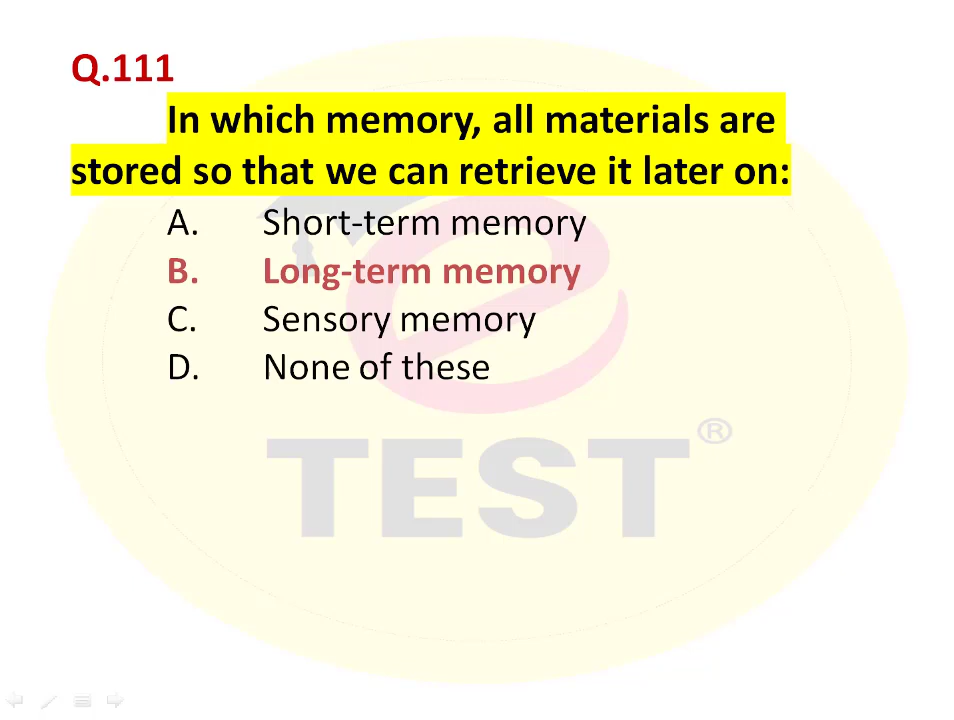 Q.111
In which memory, all materials are
stored so that we can retrieve it later on:
A. Short-term memory
B. Long-term memory
C. Sensory memory
D. None of these
e
TEST ®